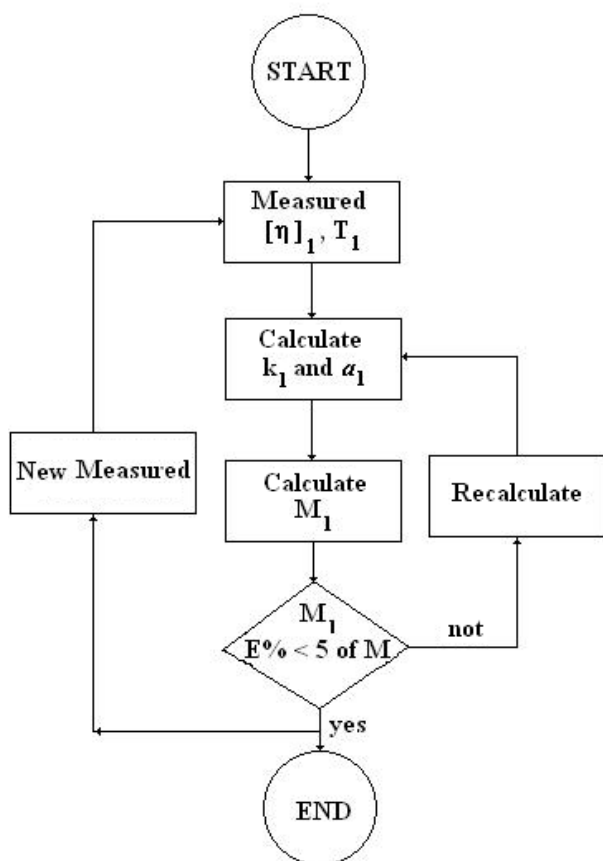 START
Measured
[η]₁, T₁
Calculate
k₁ and a₁
New Measured
Calculate
M₁
Recalculate
M₁
E% < 5 of M
not
yes
END